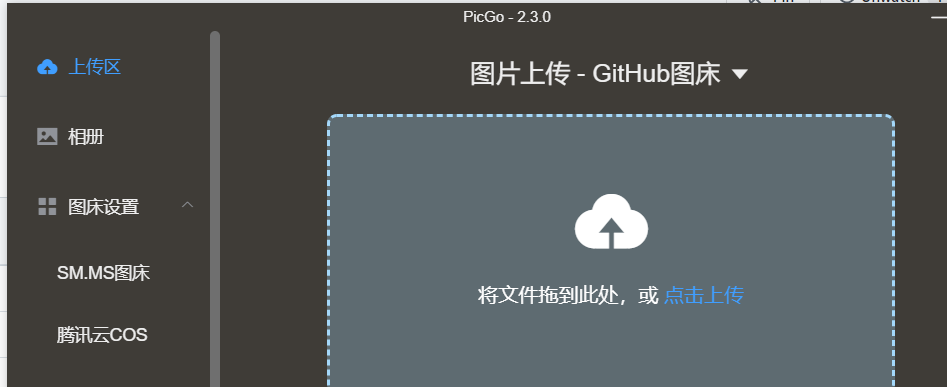 PicGo - 2.3.0
上传区
图片上传 - GitHub图床
相册
图床设置
SM.MS图床
将文件拖到此处，或 点击上传
腾讯云COS